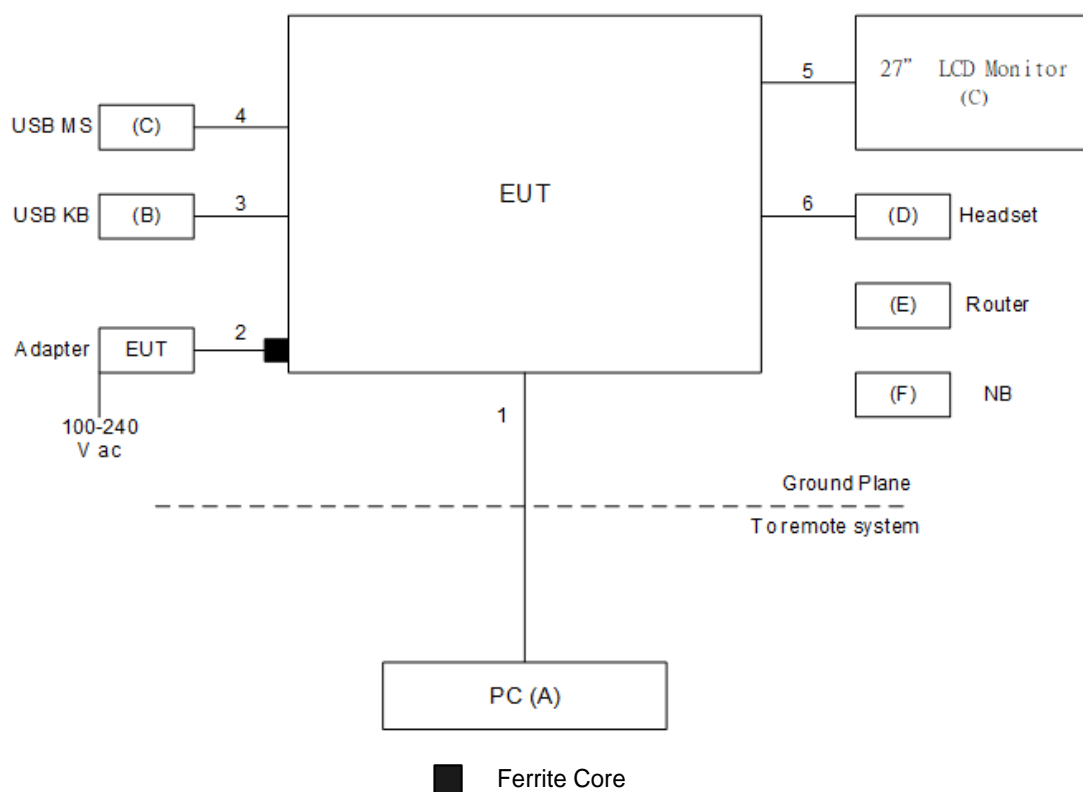 USB MS
(C)
4
USB KB
(B)
3
Adapter
EUT
2
100-240
V ac
EUT
5
27” LCD Monitor
(C)
6
(D)
Headset
(E)
Router
(F)
NB
1
Ground Plane
To remote system
PC (A)
Ferrite Core